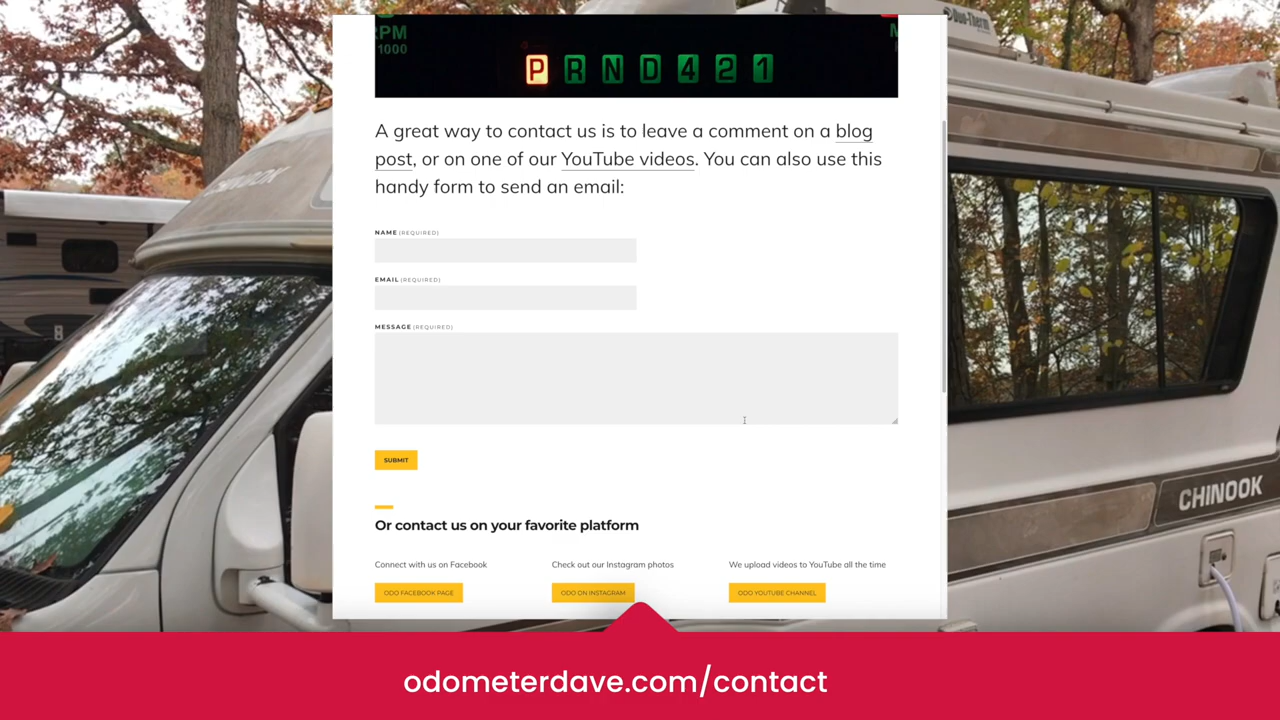 RPM
x1000
P R N D 4 2 1
A great way to contact us is to leave a comment on a blog
post, or on one of our YouTube videos. You can also use this
handy form to send an email:
NAME (REQUIRED)
EMAIL (REQUIRED)
MESSAGE (REQUIRED)
SUBMIT
Or contact us on your favorite platform
Connect with us on Facebook
Check out our Instagram photos
We upload videos to YouTube all the time
ODO FACEBOOK PAGE
ODO ON INSTAGRAM
ODO YOUTUBE CHANNEL
CHINOOK
Duo-Therm
CHINOOK
odometerdave.com/contact